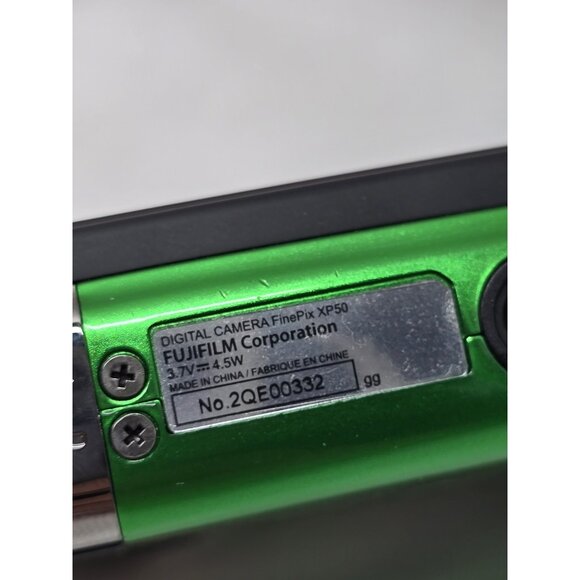 DIGITAL CAMERA FinePix XP50
FUJIFILM Corporation
3.7V⎓ 4.5W
MADE IN CHINA / FABRIQUE EN CHINE
No.2QE00332
gg